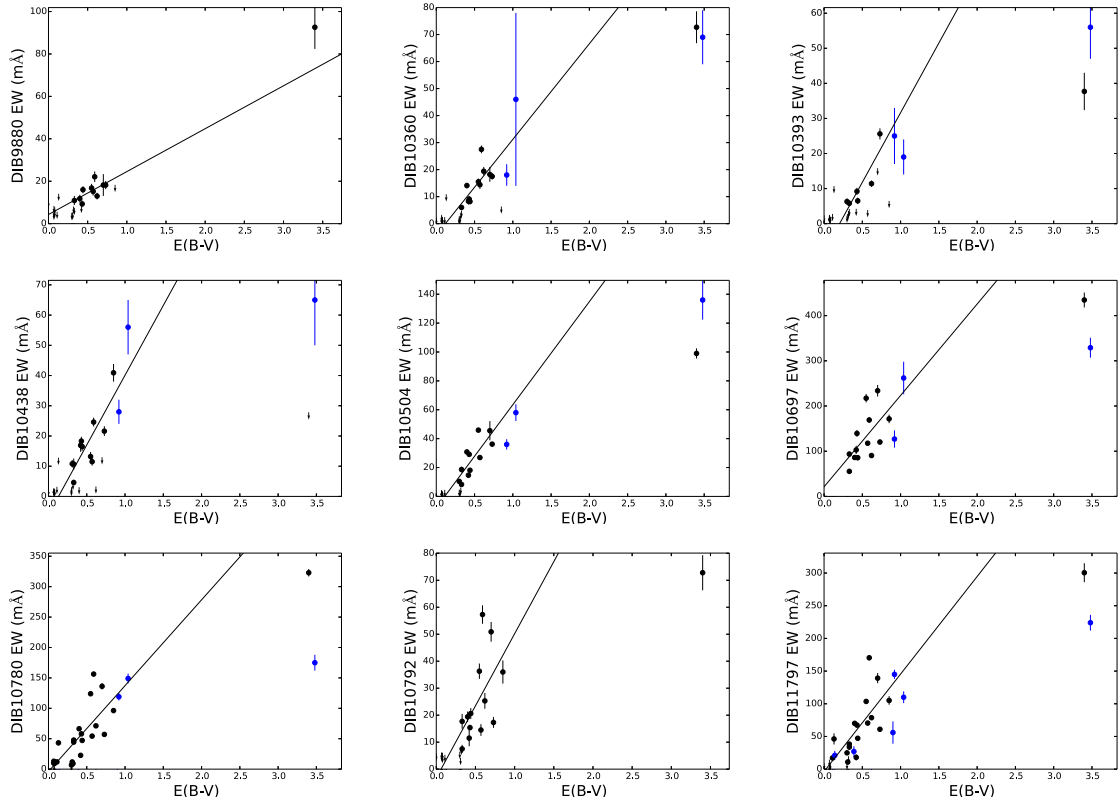 DIB9880 EW (mÅ)
100
80
60
40
20
0
0.0 0.5 1.0 1.5 2.0 2.5 3.0 3.5
E(B-V)
DIB10360 EW (mÅ)
80
70
60
50
40
30
20
10
0
0.0 0.5 1.0 1.5 2.0 2.5 3.0 3.5
E(B-V)
DIB10393 EW (mÅ)
60
50
40
30
20
10
0
0.0 0.5 1.0 1.5 2.0 2.5 3.0 3.5
E(B-V)
DIB10438 EW (mÅ)
70
60
50
40
30
20
10
0
0.0 0.5 1.0 1.5 2.0 2.5 3.0 3.5
E(B-V)
DIB10504 EW (mÅ)
140
120
100
80
60
40
20
0
0.0 0.5 1.0 1.5 2.0 2.5 3.0 3.5
E(B-V)
DIB10697 EW (mÅ)
400
300
200
100
0
0.0 0.5 1.0 1.5 2.0 2.5 3.0 3.5
E(B-V)
DIB10780 EW (mÅ)
350
300
250
200
150
100
50
0
0.0 0.5 1.0 1.5 2.0 2.5 3.0 3.5
E(B-V)
DIB10792 EW (mÅ)
80
70
60
50
40
30
20
10
0
0.0 0.5 1.0 1.5 2.0 2.5 3.0 3.5
E(B-V)
DIB11797 EW (mÅ)
300
250
200
150
100
50
0
0.0 0.5 1.0 1.5 2.0 2.5 3.0 3.5
E(B-V)